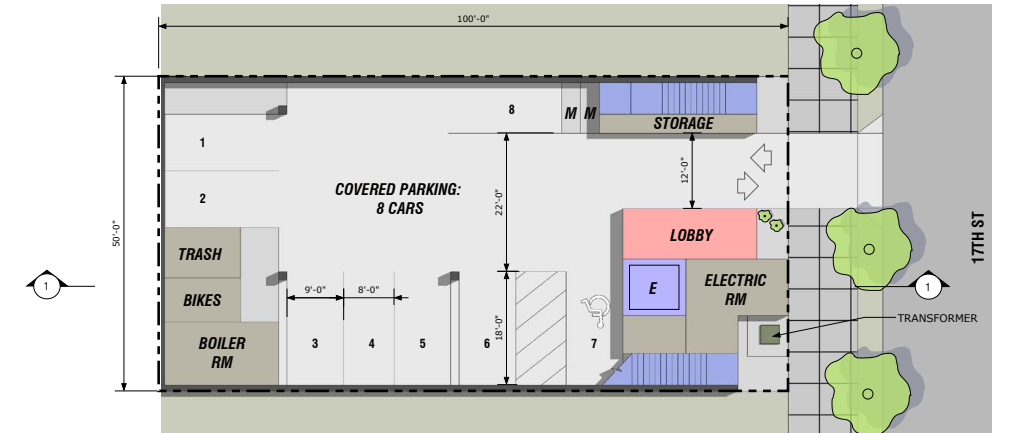 100'-0"
8
M M
STORAGE
1
12'-0"
COVERED PARKING:
8 CARS
2
22'-0"
50'-0"
LOBBY
17TH ST
TRASH
E
ELECTRIC
RM
1
1
BIKES
9'-0"
8'-0"
TRANSFORMER
18'-0"
BOILER
RM
3
4
5
6
7